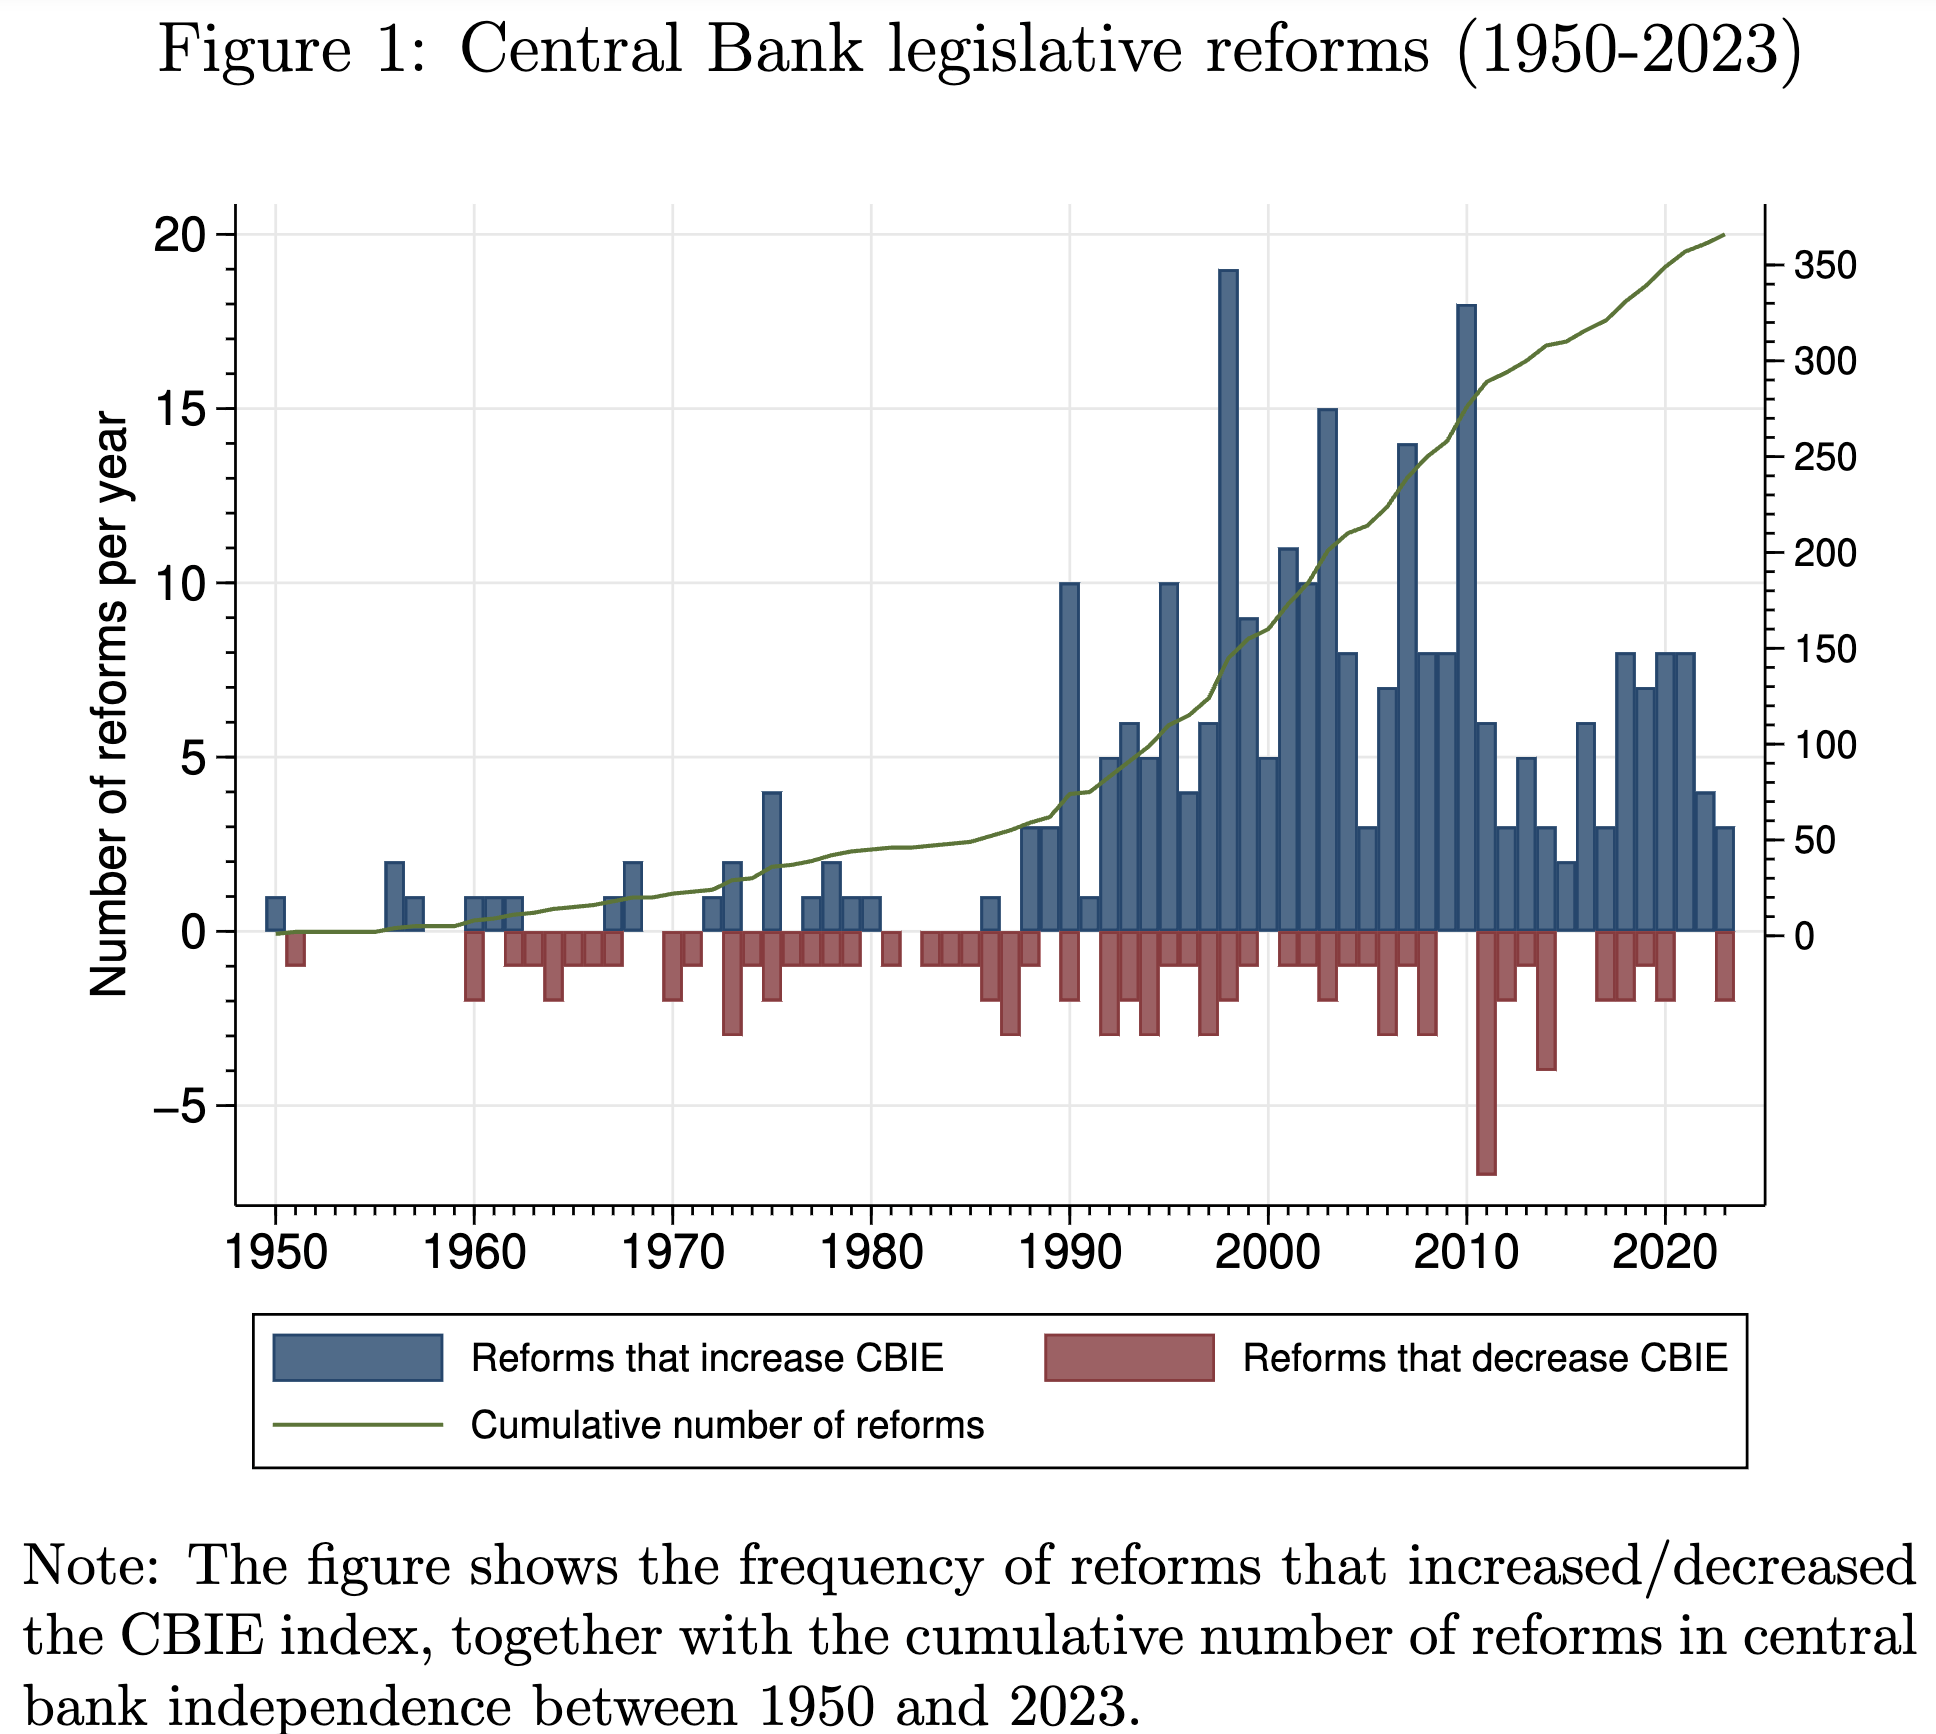 Figure 1: Central Bank legislative reforms (1950-2023)
Number of reforms per year
20
15
10
5
0
−5
350
300
250
200
150
100
50
0
1950 1960 1970 1980 1990 2000 2010 2020
Reforms that increase CBIE Reforms that decrease CBIE
Cumulative number of reforms
Note: The figure shows the frequency of reforms that increased/decreased
the CBIE index, together with the cumulative number of reforms in central
bank independence between 1950 and 2023.